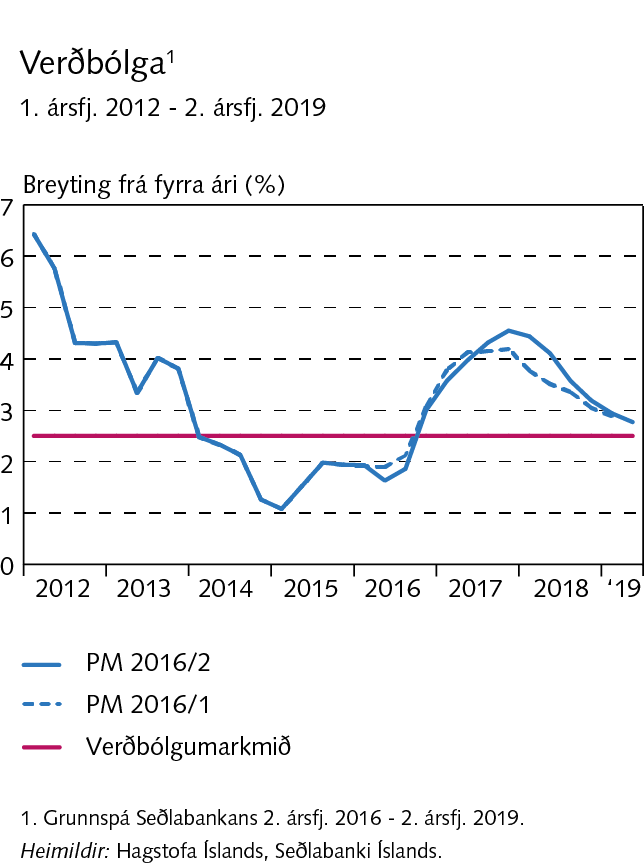 Verðbólga¹
1. ársfj. 2012 - 2. ársfj. 2019
Breyting frá fyrra ári (%)
7
6
5
4
3
2
1
0
2012 2013 2014 2015 2016 2017 2018 ‘19
PM 2016/2
PM 2016/1
Verðbólgumarkmið
1. Grunnspá Seðlabankans 2. ársfj. 2016 - 2. ársfj. 2019.
Heimildir: Hagstofa Íslands, Seðlabanki Íslands.